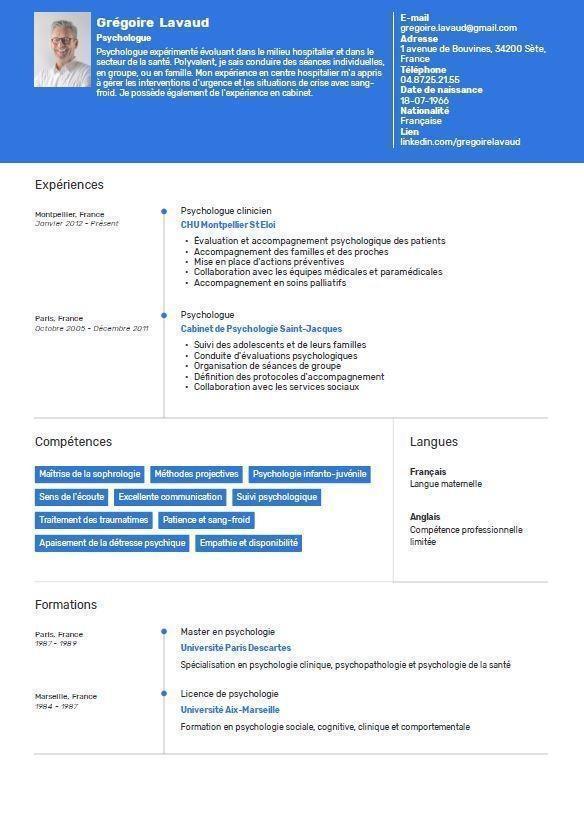 Grégoire Lavaud
Psychologue
Psychologue expérimenté évoluant dans le milieu hospitalier et dans le
secteur de la santé. Polyvalent, je sais conduire des séances individuelles,
en groupe, ou en famille. Mon expérience en centre hospitalier m'a appris
à gérer les interventions d'urgence et les situations de crise avec sang-
froid. Je possède également de l'expérience en cabinet.
E-mail
gregoire.lavaud@gmail.com
Adresse
1 avenue de Bouvines, 34200 Sète,
France
Téléphone
04.87.25.21.55
Date de naissance
18-07-1966
Nationalité
Française
Lien
linkedin.com/gregoirelavaud
Expériences
Montpellier, France
Janvier 2012 - Présent
Psychologue clinicien
CHU Montpellier St Eloi
• Évaluation et accompagnement psychologique des patients
• Accompagnement des familles et des proches
• Mise en place d'actions préventives
• Collaboration avec les équipes médicales et paramédicales
• Accompagnement en soins palliatifs
Paris, France
Octobre 2005 - Décembre 2011
Psychologue
Cabinet de Psychologie Saint-Jacques
• Suivi des adolescents et de leurs familles
• Conduite d'évaluations psychologiques
• Organisation de séances de groupe
• Définition des protocoles d'accompagnement
• Collaboration avec les services sociaux
Compétences
Maîtrise de la sophrologie Méthodes projectives Psychologie infanto-juvénile
Sens de l'écoute Excellente communication Suivi psychologique
Traitement des traumatimes Patience et sang-froid
Apaisement de la détresse psychique Empathie et disponibilité
Langues
Français
Langue maternelle
Anglais
Compétence professionnelle
limitée
Formations
Paris, France
1987 - 1989
Master en psychologie
Université Paris Descartes
Spécialisation en psychologie clinique, psychopathologie et psychologie de la santé
Marseille, France
1984 - 1987
Licence de psychologie
Université Aix-Marseille
Formation en psychologie sociale, cognitive, clinique et comportementale